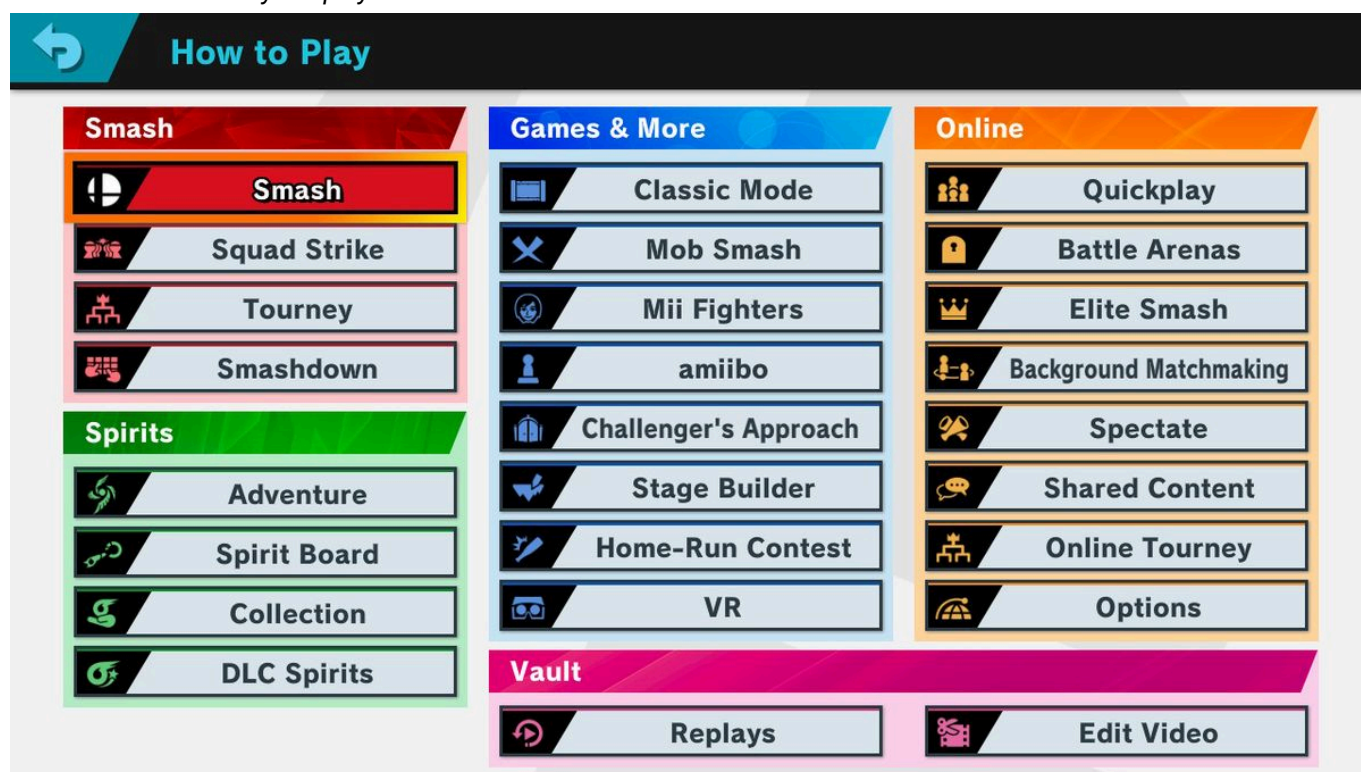 How to Play
Smash
Smash
Squad Strike
Tourney
Smashdown
Spirits
Adventure
Spirit Board
Collection
DLC Spirits
Games & More
Classic Mode
Mob Smash
Mii Fighters
amiibo
Challenger's Approach
Stage Builder
Home-Run Contest
VR
Online
Quickplay
Battle Arenas
Elite Smash
Background Matchmaking
Spectate
Shared Content
Online Tourney
Options
Vault
Replays
Edit Video